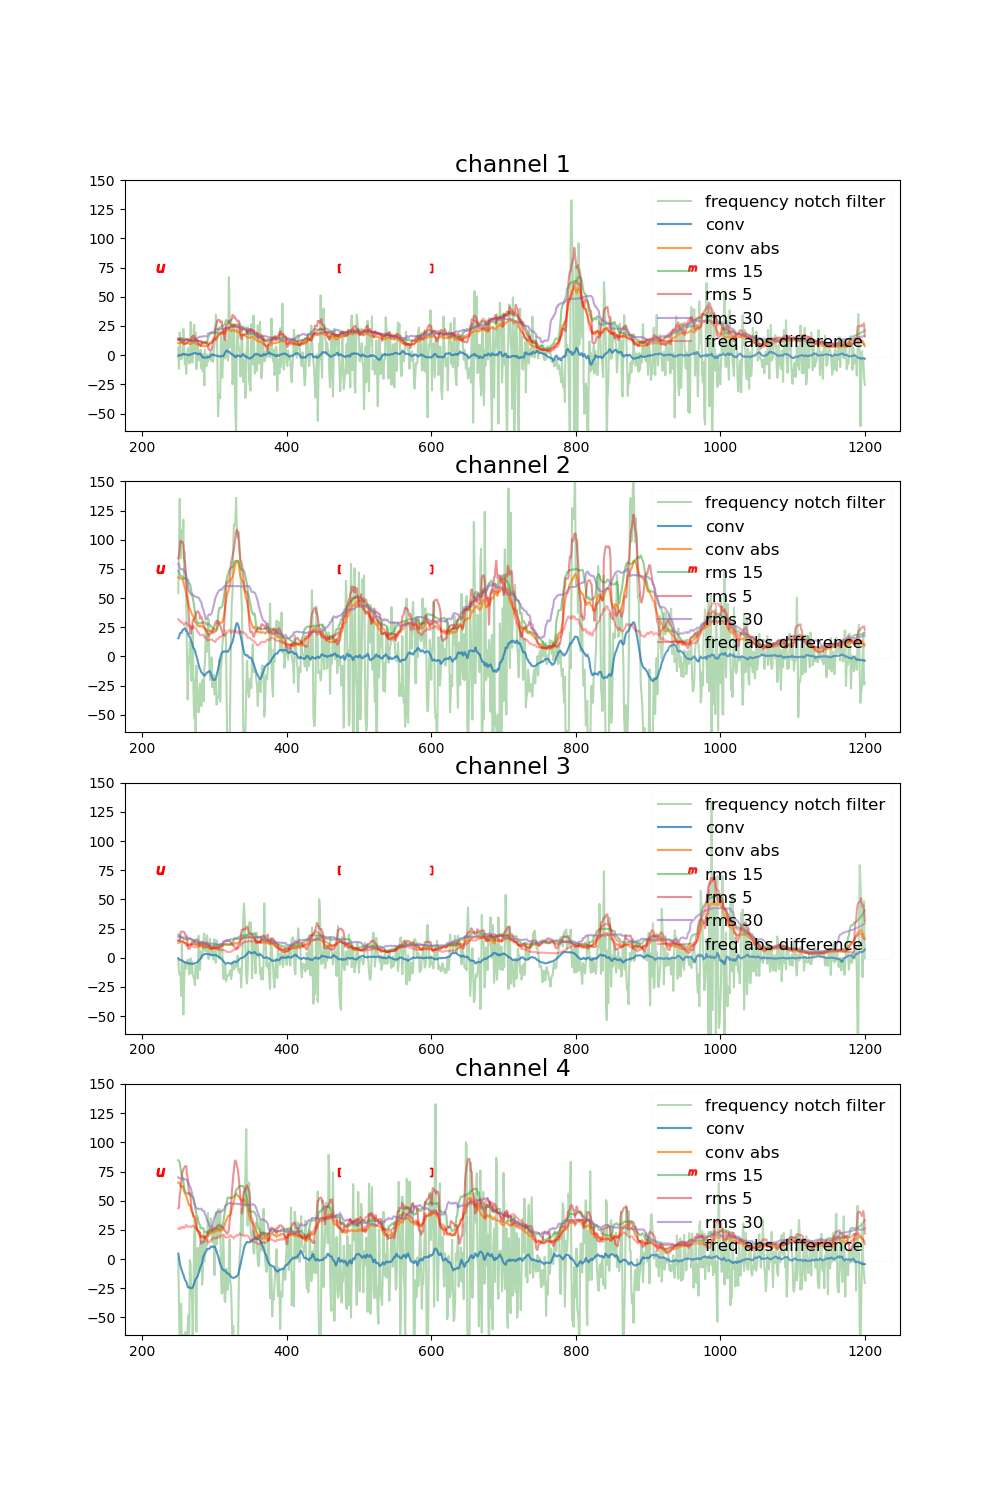 channel 1
150
125
100
75
50
25
0
−25
−50
u [ ] m
frequency notch filter
conv
conv abs
rms 15
rms 5
rms 30
freq abs difference
200 400 600 800 1000 1200
channel 2
150
125
100
75
50
25
0
−25
−50
u [ ] m
frequency notch filter
conv
conv abs
rms 15
rms 5
rms 30
freq abs difference
200 400 600 800 1000 1200
channel 3
150
125
100
75
50
25
0
−25
−50
u [ ] m
frequency notch filter
conv
conv abs
rms 15
rms 5
rms 30
freq abs difference
200 400 600 800 1000 1200
channel 4
150
125
100
75
50
25
0
−25
−50
u [ ] m
frequency notch filter
conv
conv abs
rms 15
rms 5
rms 30
freq abs difference
200 400 600 800 1000 1200